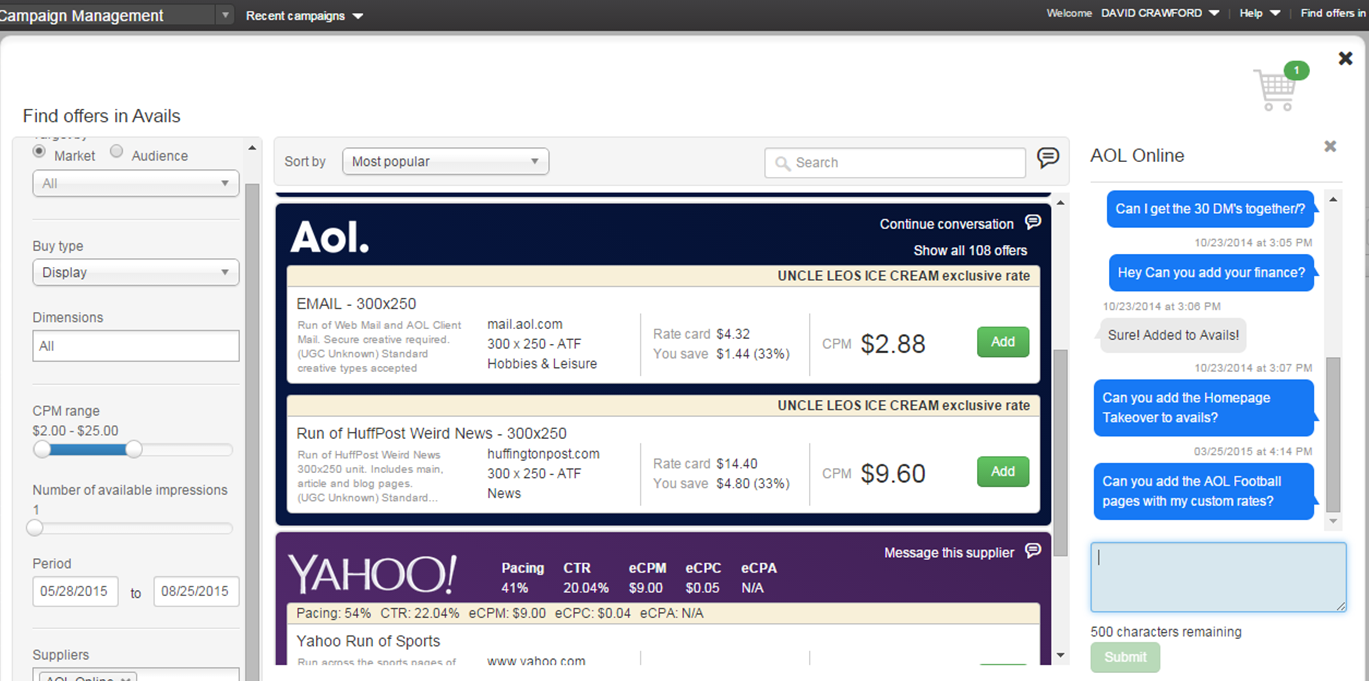 Campaign Management
Recent campaigns
Welcome DAVID CRAWFORD
Help
Find offers in
1
Find offers in Avails
Market
Audience
All
Buy type
Display
Dimensions
All
CPM range
$2.00 - $25.00
Number of available impressions
1
Period
05/28/2015 to 08/25/2015
Suppliers
AOL Online
Sort by Most popular
Search
Aol.
Continue conversation
Show all 108 offers
UNCLE LEOS ICE CREAM exclusive rate
EMAIL - 300x250
Run of Web Mail and AOL Client
Mail. Secure creative required.
(UGC Unknown) Standard
creative types accepted
mail.aol.com
300 x 250 - ATF
Hobbies & Leisure
Rate card $4.32
You save $1.44 (33%)
CPM $2.88
Add
UNCLE LEOS ICE CREAM exclusive rate
Run of HuffPost Weird News - 300x250
Run of HuffPost Weird News
300x250 unit. Includes main,
article and blog pages.
(UGC Unknown) Standard...
huffingtonpost.com
300 x 250 - ATF
News
Rate card $14.40
You save $4.80 (33%)
CPM $9.60
Add
YAHOO!
Message this supplier
Pacing CTR eCPM eCPC eCPA
41% 20.04% $9.00 $0.05 N/A
Pacing: 54% CTR: 22.04% eCPM: $9.00 eCPC: $0.04 eCPA: N/A
Yahoo Run of Sports
Run across the sports pages of
www.yahoo.com
AOL Online
Can I get the 30 DM's together/?
10/23/2014 at 3:05 PM
Hey Can you add your finance?
10/23/2014 at 3:06 PM
Sure! Added to Avails!
10/23/2014 at 3:07 PM
Can you add the Homepage
Takeover to avails?
03/25/2015 at 4:14 PM
Can you add the AOL Football
pages with my custom rates?
500 characters remaining
Submit